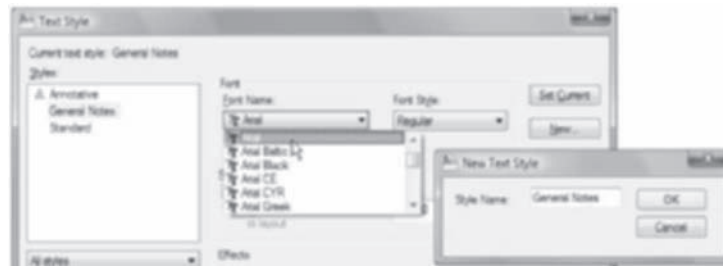 Text Style
Current text style: General Notes
Styles:
Annotative
General Notes
Standard
Font
Font Name:
Font Style:
Arial
Regular
Set Current
New...
Arial
Arial Baltic
Arial Black
Arial CE
Arial CYR
Arial Greek
layout
All styles
Effects
New Text Style
Style Name:
General Notes
OK
Cancel